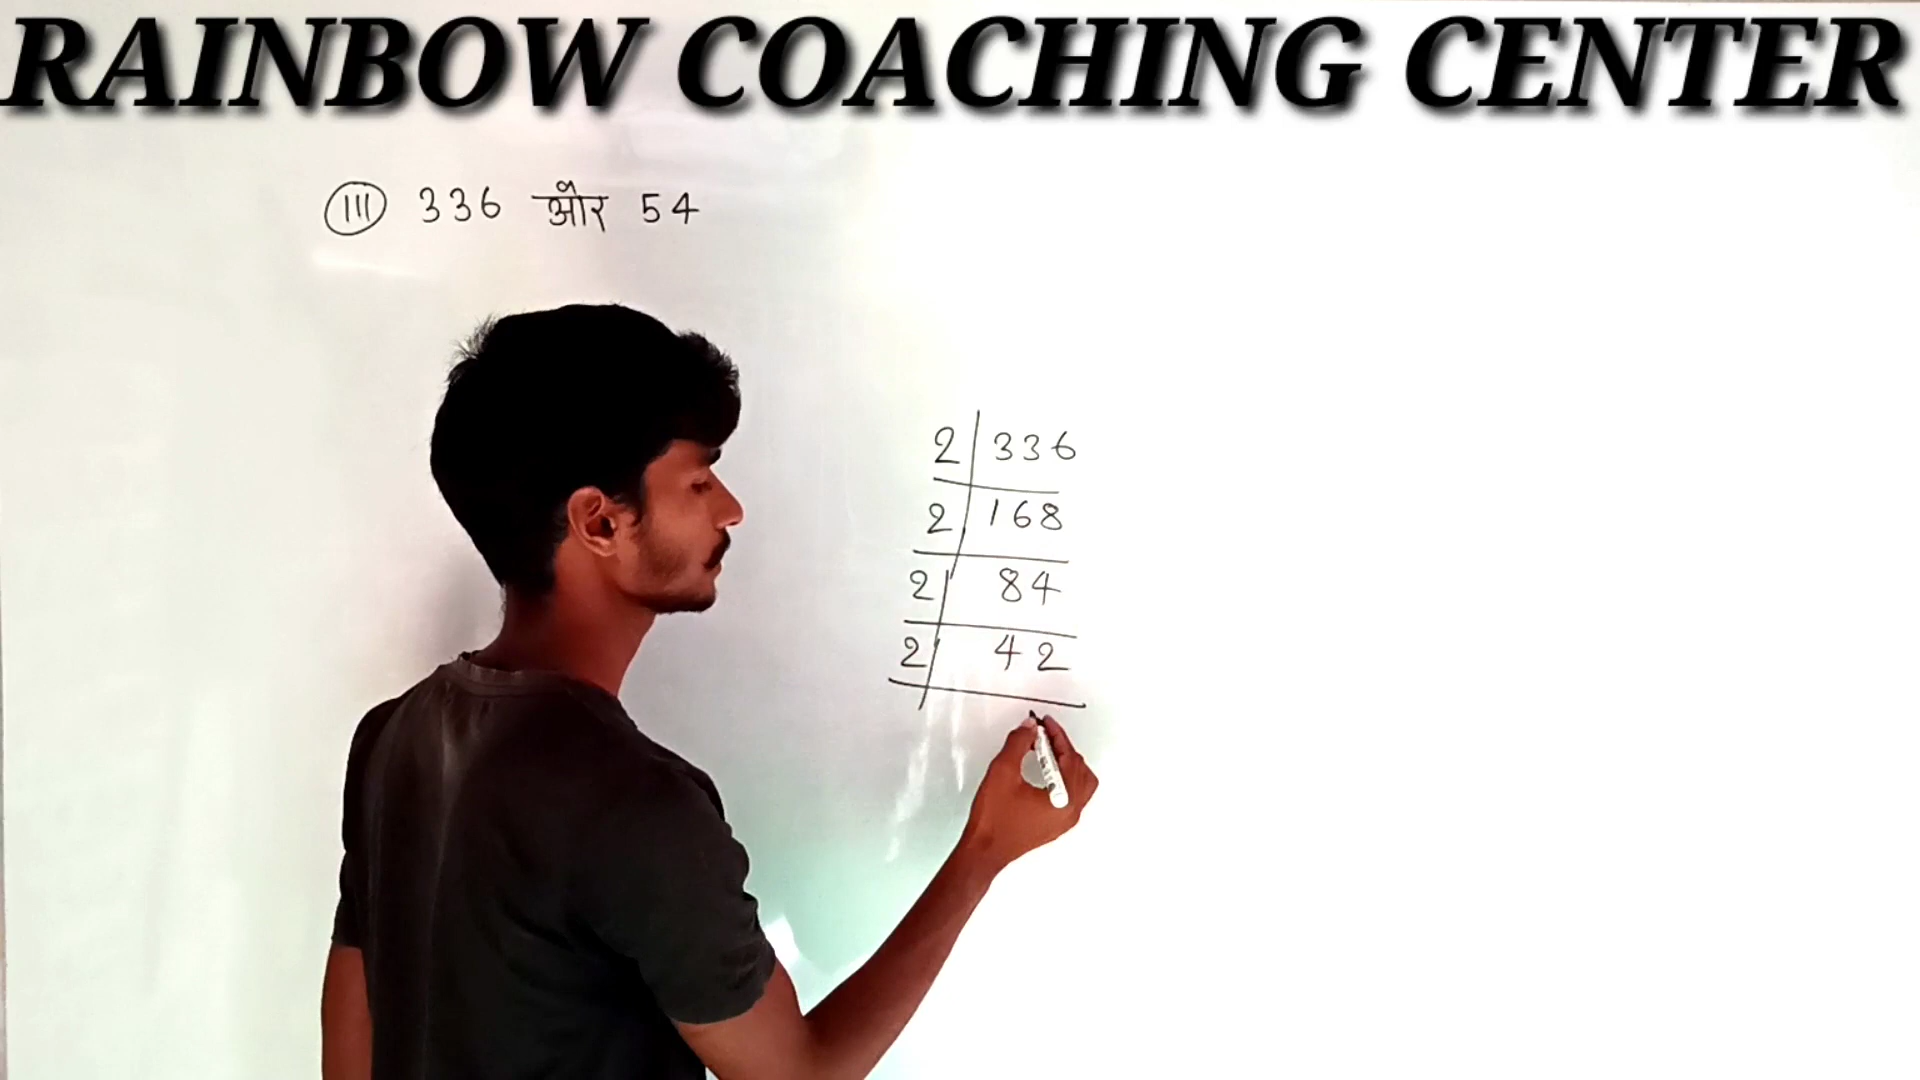 RAINBOW COACHING CENTER
(III) 336 और 54
2 | 336
2 | 168
2 | 84
2 | 42